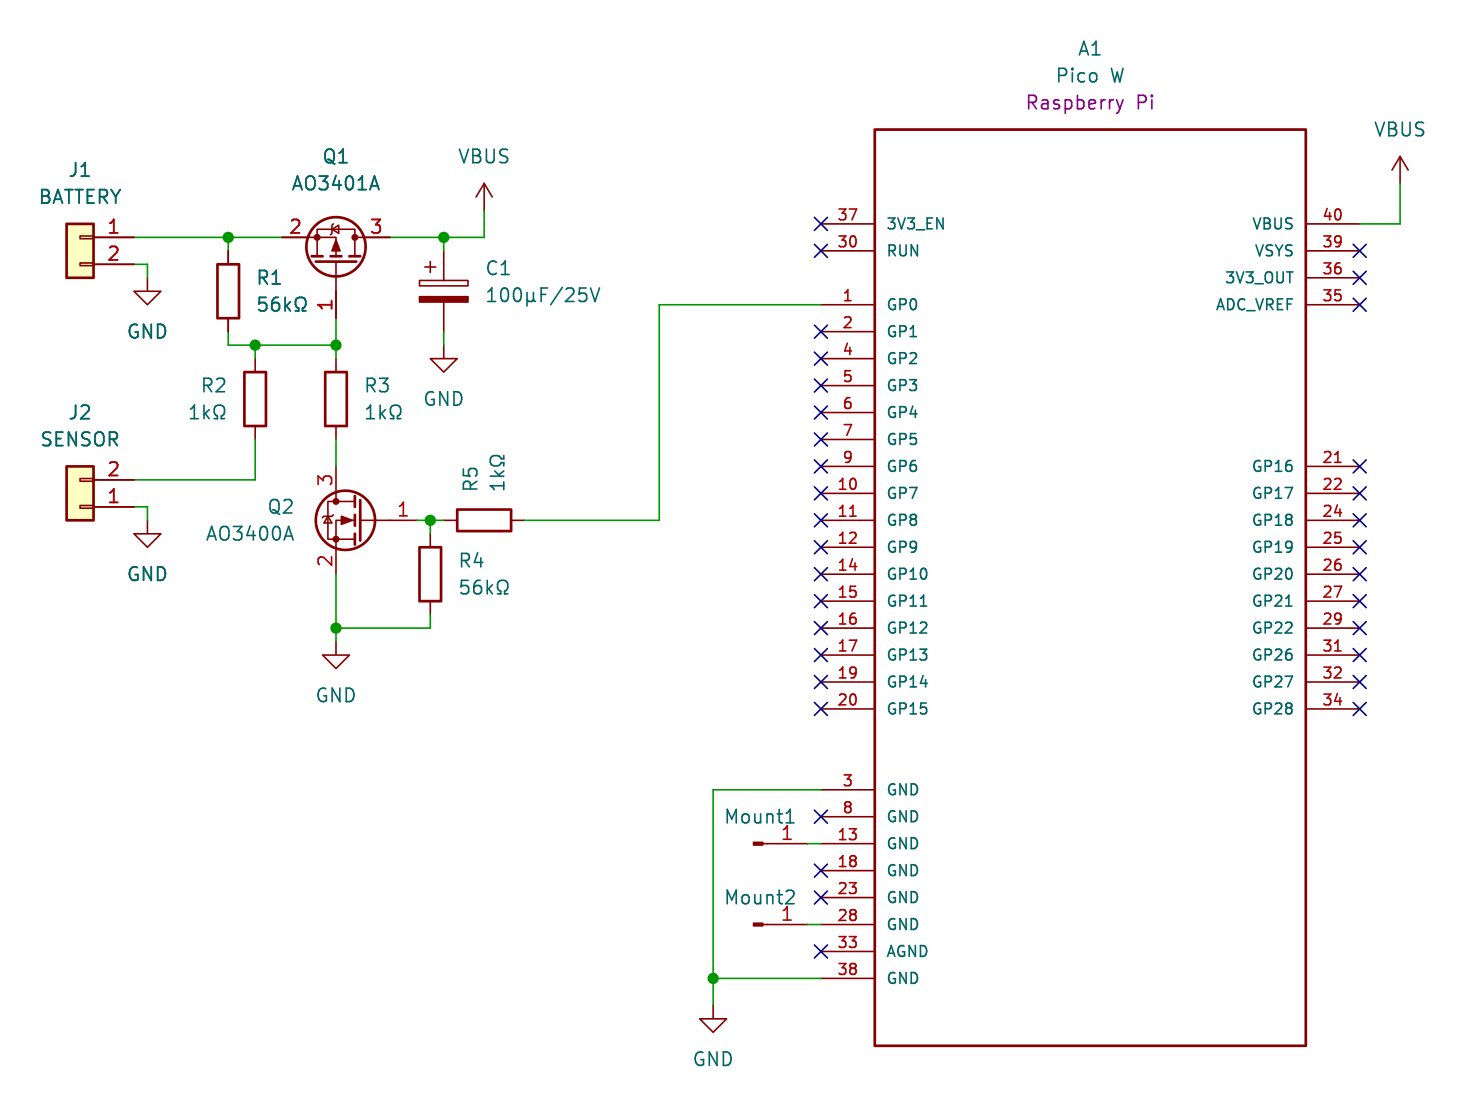 A1
Pico W
Raspberry Pi
VBUS
J1
BATTERY
1
2
GND
Q1
AO3401A
2
3
1
VBUS
R1
56kΩ
C1
100µF/25V
+
GND
R2
1kΩ
R3
1kΩ
J2
SENSOR
2
1
GND
Q2
AO3400A
3
1
2
R5
1kΩ
R4
56kΩ
GND
37 3V3_EN
30 RUN
1 GP0
2 GP1
4 GP2
5 GP3
6 GP4
7 GP5
9 GP6
10 GP7
11 GP8
12 GP9
14 GP10
15 GP11
16 GP12
17 GP13
19 GP14
20 GP15
3 GND
8 GND
13 GND
18 GND
23 GND
28 GND
33 AGND
38 GND
Mount1
1
Mount2
1
GND
VBUS 40
VSYS 39
3V3_OUT 36
ADC_VREF 35
GP16 21
GP17 22
GP18 24
GP19 25
GP20 26
GP21 27
GP22 29
GP26 31
GP27 32
GP28 34